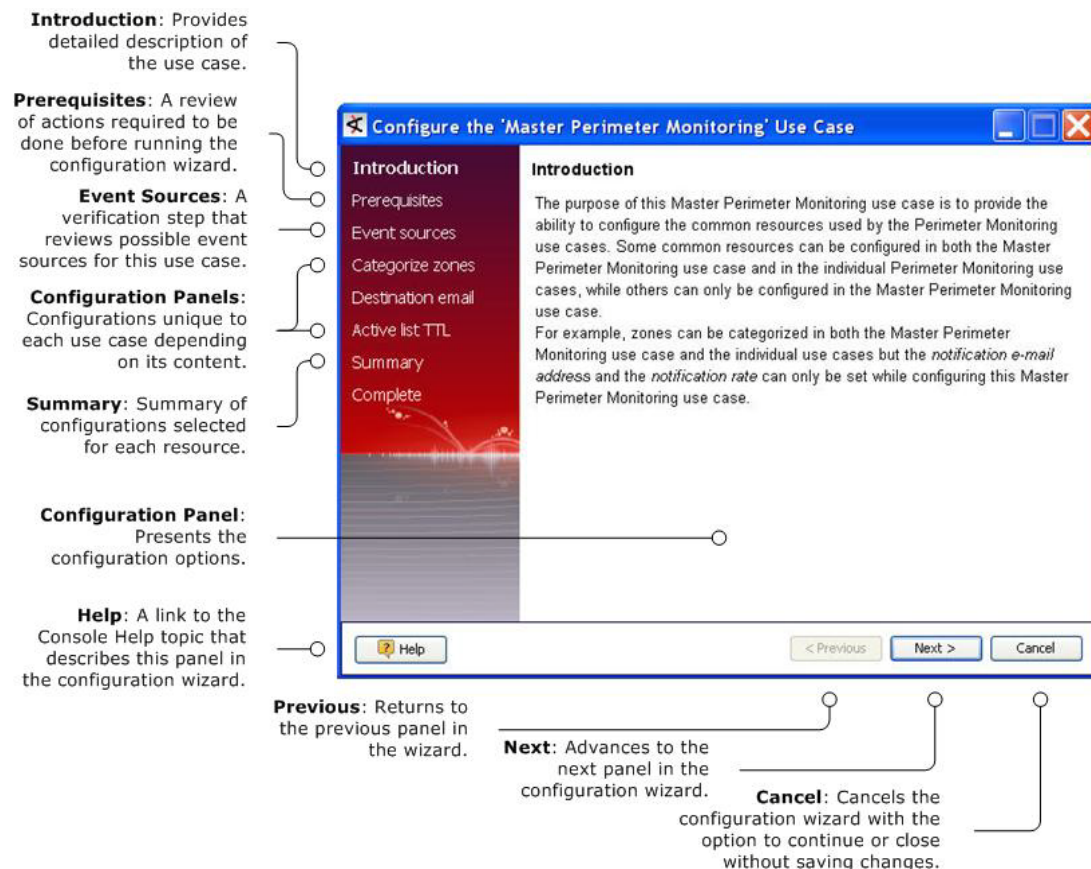 Introduction: Provides
detailed description of
the use case.
Prerequisites: A review
of actions required to be
done before running the
configuration wizard.
Event Sources: A
verification step that
reviews possible event
sources for this use case.
Configuration Panels:
Configurations unique to
each use case depending
on its content.
Summary: Summary of
configurations selected
for each resource.
Configuration Panel:
Presents the
configuration options.
Help: A link to the
Console Help topic that
describes this panel in
the configuration wizard.
Configure the 'Master Perimeter Monitoring' Use Case
Introduction
Prerequisites
Event sources
Categorize zones
Destination email
Active list TTL
Summary
Complete
Introduction
The purpose of this Master Perimeter Monitoring use case is to provide the
ability to configure the common resources used by the Perimeter Monitoring
use cases. Some common resources can be configured in both the Master
Perimeter Monitoring use case and in the individual Perimeter Monitoring use
cases, while others can only be configured in the Master Perimeter Monitoring
use case.
For example, zones can be categorized in both the Master Perimeter
Monitoring use case and the individual use cases but the notification e-mail
address and the notification rate can only be set while configuring this Master
Perimeter Monitoring use case.
Help
< Previous
Next >
Cancel
Previous: Returns to
the previous panel in
the wizard.
Next: Advances to the
next panel in the
configuration wizard.
Cancel: Cancels the
configuration wizard with the
option to continue or close
without saving changes.